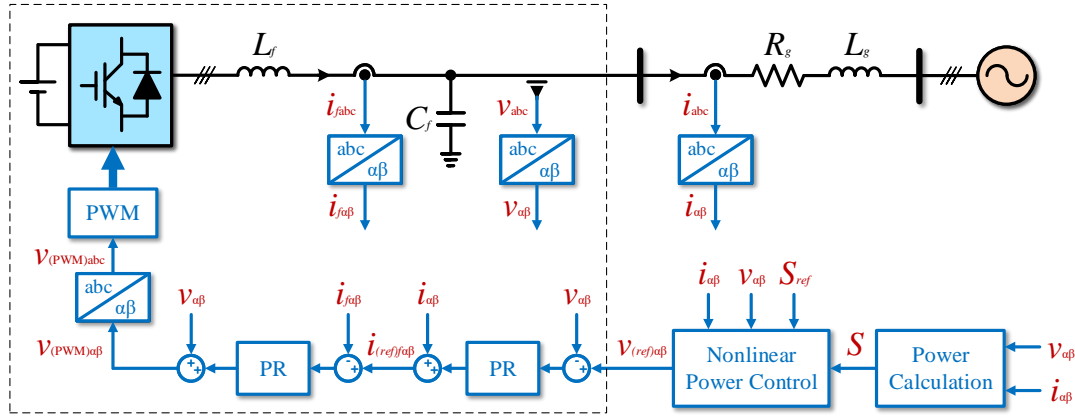 L_f
R_g
L_g
i_fabc
C_f
v_abc
i_abc
abc
αβ
abc
αβ
abc
αβ
i_fαβ
v_αβ
i_αβ
PWM
v_(PWM)abc
abc
αβ
v_(PWM)αβ
v_αβ
+
+
PR
i_fαβ
-
+
i_(ref)fαβ
i_αβ
+
+
PR
v_αβ
-
+
v_(ref)αβ
i_αβ
v_αβ
S_ref
Nonlinear
Power Control
S
Power
Calculation
v_αβ
i_αβ